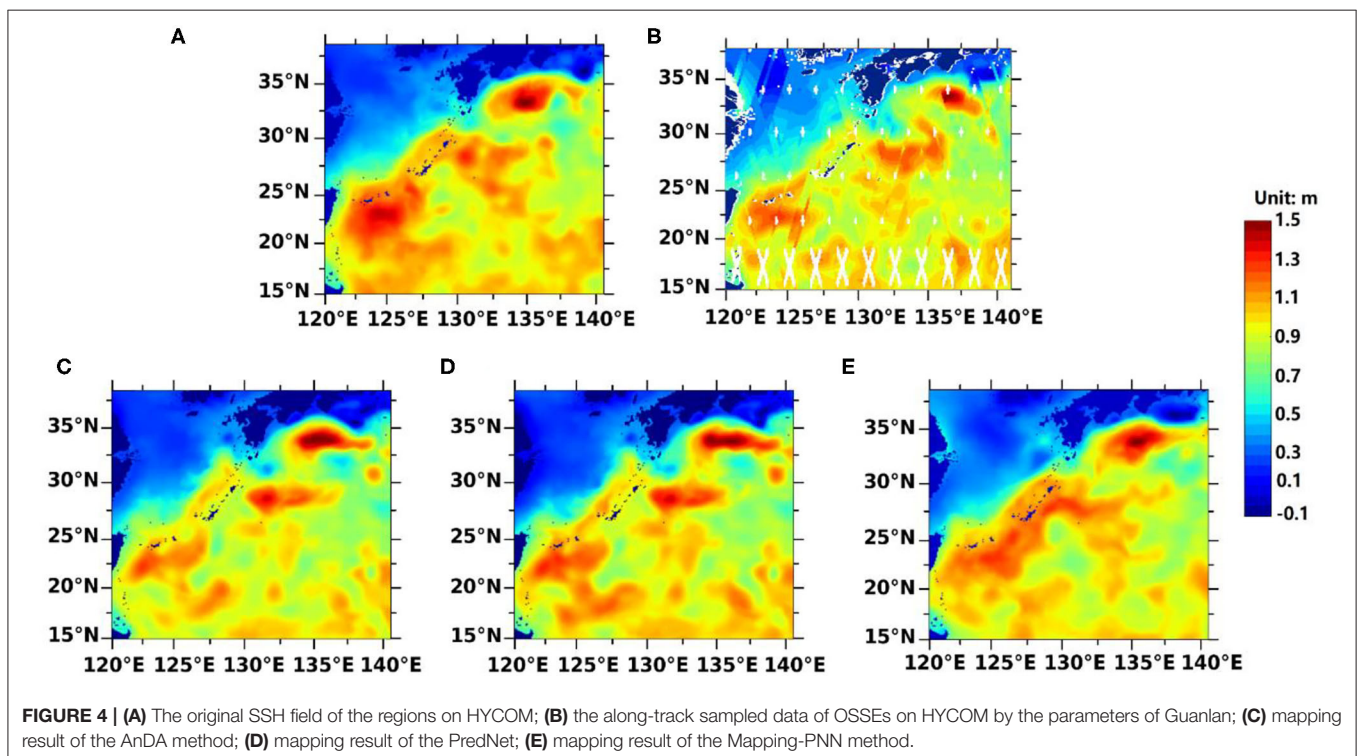 A
B
35°N
30°N
25°N
20°N
15°N
120°E 125°E 130°E 135°E 140°E
35°N
30°N
25°N
20°N
15°N
120°E 125°E 130°E 135°E 140°E
Unit: m
1.5
1.3
1.1
0.9
0.7
0.5
0.3
0.1
-0.1
C
D
E
35°N
30°N
25°N
20°N
15°N
120°E 125°E 130°E 135°E 140°E
35°N
30°N
25°N
20°N
15°N
120°E 125°E 130°E 135°E 140°E
35°N
30°N
25°N
20°N
15°N
120°E 125°E 130°E 135°E 140°E
FIGURE 4 | (A) The original SSH field of the regions on HYCOM; (B) the along-track sampled data of OSSEs on HYCOM by the parameters of Guanlan; (C) mapping
result of the AnDA method; (D) mapping result of the PredNet; (E) mapping result of the Mapping-PNN method.